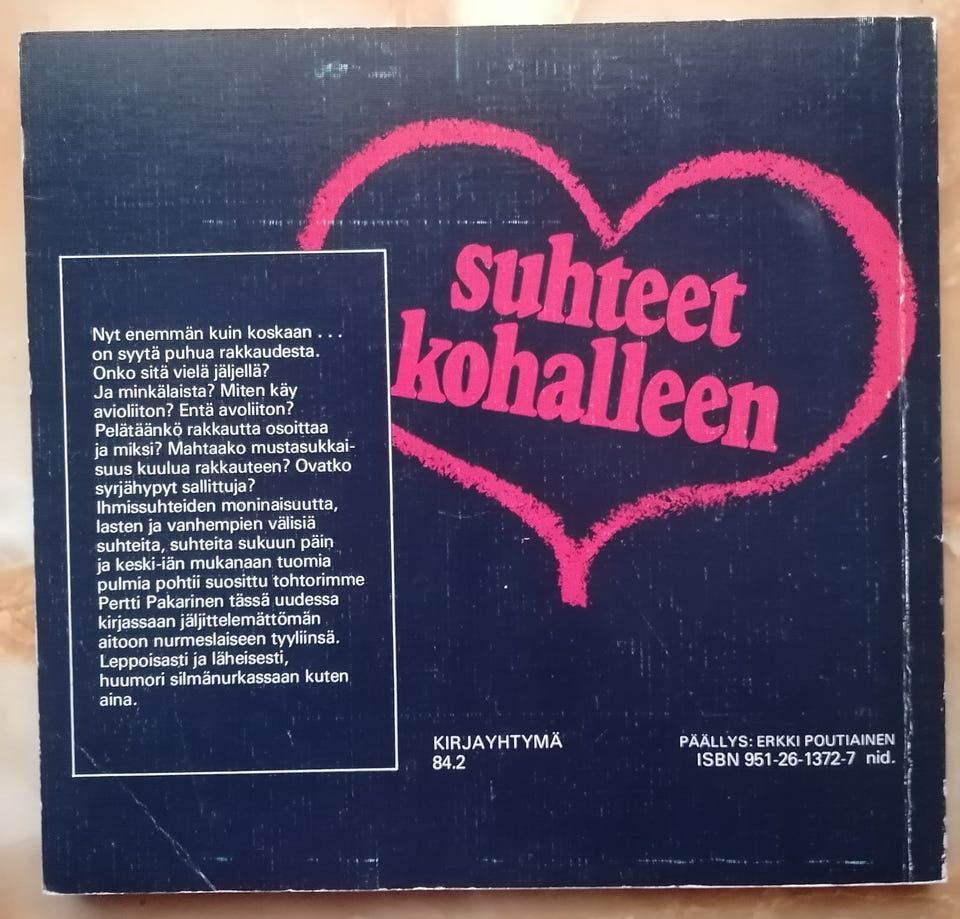 suhteet
kohalleen
Nyt enemmän kuin koskaan . . .
on syytä puhua rakkaudesta.
Onko sitä vielä jäljellä?
Ja minkälaista? Miten käy
avioliiton? Entä avoliiton?
Pelätäänkö rakkautta osoittaa
ja miksi? Mahtaako mustasukkai-
suus kuulua rakkauteen? Ovatko
syrjähypyt sallittuja?
Ihmissuhteiden moninaisuutta,
lasten ja vanhempien välisiä
suhteita, suhteita sukuun päin
ja keski-iän mukanaan tuomia
pulmia pohtii suosittu tohtorimme
Pertti Pakarinen tässä uudessa
kirjassaan jäljittelemättömän
aitoon nurmeslaiseen tyyliinsä.
Leppoisasti ja läheisesti,
huumori silmänurkassaan kuten
aina.
KIRJAYHTYMÄ
84.2
PÄÄLLYS: ERKKI POUTIAINEN
ISBN 951-26-1372-7 nid.